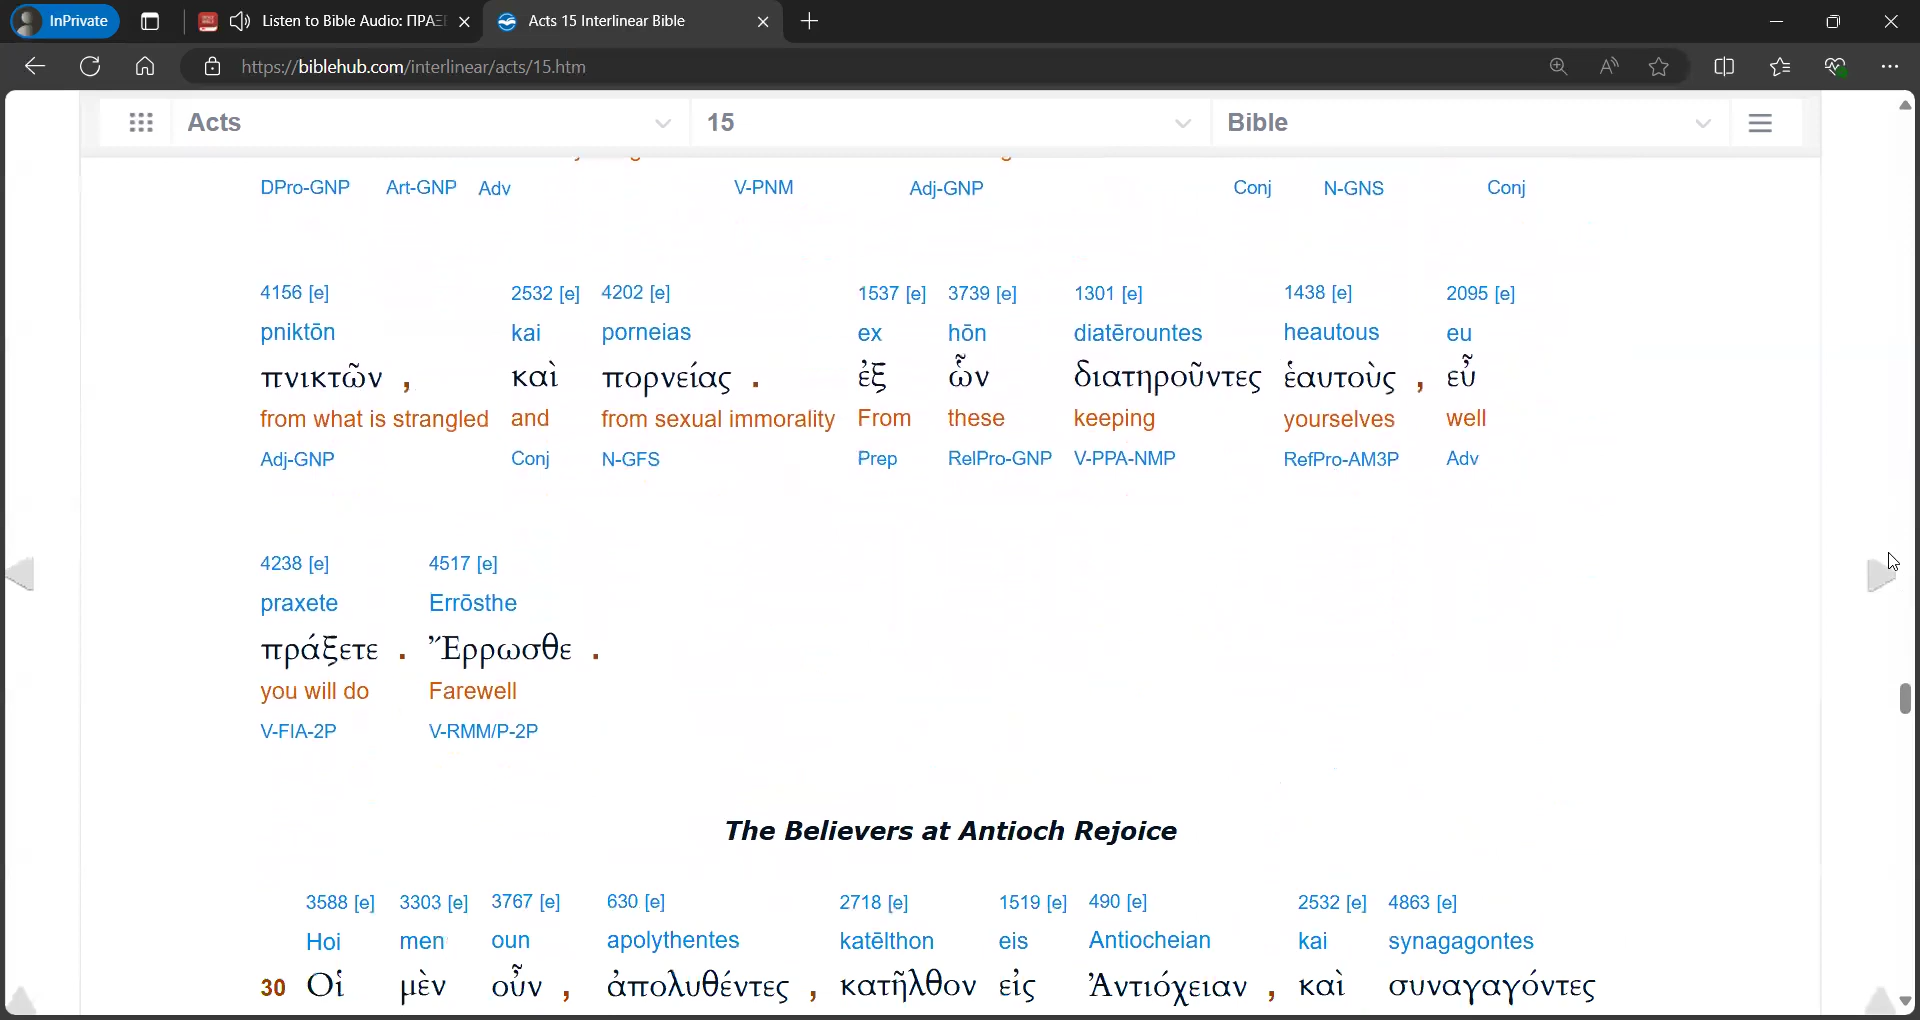 InPrivate Listen to Bible Audio: ΠΡΑΞ Acts 15 Interlinear Bible
https://biblehub.com/interlinear/acts/15.htm
Acts 15 Bible
DPro-GNP Art-GNP Adv V-PNM Adj-GNP Conj N-GNS Conj
4156 [e] 2532 [e] 4202 [e] 1537 [e] 3739 [e] 1301 [e] 1438 [e] 2095 [e]
pniktōn kai porneias ex hōn diatērountes heautous eu
πνικτῶν , καὶ πορνείας . ἐξ ὧν διατηροῦντες ἑαυτοὺς , εὖ
from what is strangled and from sexual immorality From these keeping yourselves well
Adj-GNP Conj N-GFS Prep RelPro-GNP V-PPA-NMP RefPro-AM3P Adv
4238 [e] 4517 [e]
praxete Errōsthe
πράξετε . Ἔρρωσθε .
you will do Farewell
V-FIA-2P V-RMM/P-2P
The Believers at Antioch Rejoice
3588 [e] 3303 [e] 3767 [e] 630 [e] 2718 [e] 1519 [e] 490 [e] 2532 [e] 4863 [e]
Hoi men oun apolythentes katēlthon eis Antiocheian kai synagagontes
30 Οἱ μὲν οὖν , ἀπολυθέντες , κατῆλθον εἰς Ἀντιόχειαν , καὶ συναγαγόντες